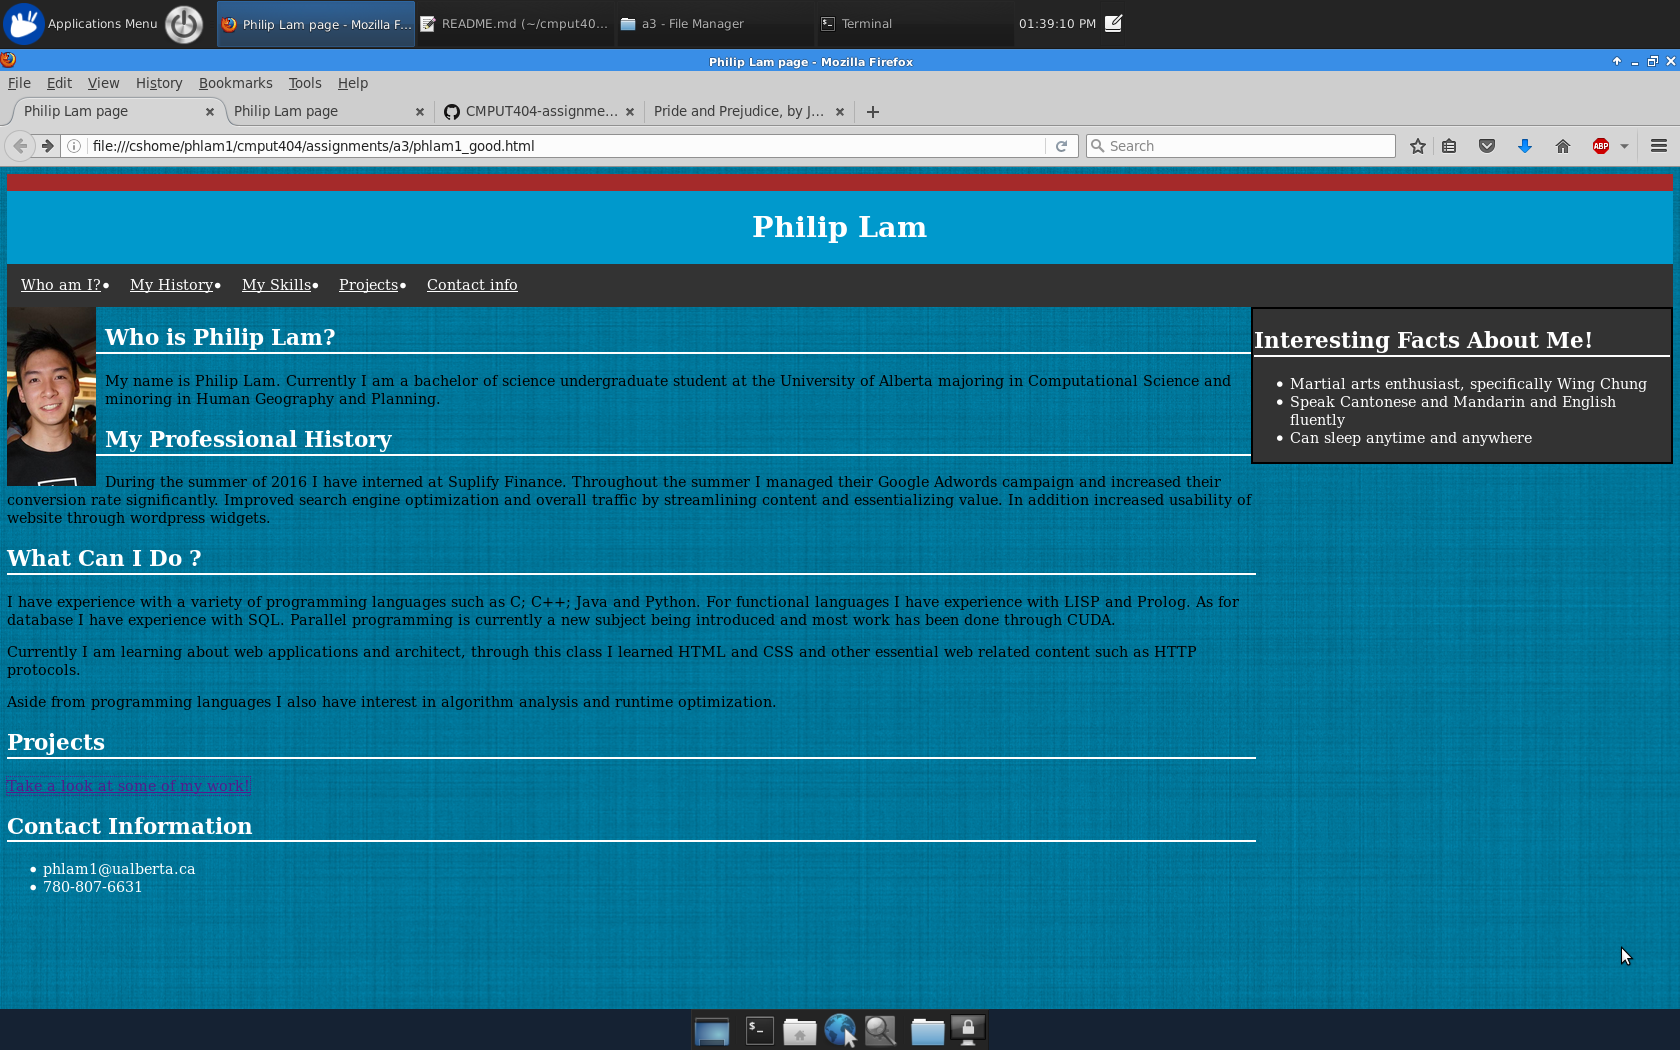 Applications Menu
Philip Lam page - Mozilla F...
README.md (~/cmput40...
a3 - File Manager
Terminal
01:39:10 PM
Philip Lam page - Mozilla Firefox
File Edit View History Bookmarks Tools Help
Philip Lam page
Philip Lam page
CMPUT404-assignme...
Pride and Prejudice, by J...
file:///cshome/phlam1/cmput404/assignments/a3/phlam1_good.html
Search
ABP
Philip Lam
Who am I?• My History• My Skills• Projects• Contact info
Who is Philip Lam?
My name is Philip Lam. Currently I am a bachelor of science undergraduate student at the University of Alberta majoring in Computational Science and
minoring in Human Geography and Planning.
My Professional History
During the summer of 2016 I have interned at Suplify Finance. Throughout the summer I managed their Google Adwords campaign and increased their
conversion rate significantly. Improved search engine optimization and overall traffic by streamlining content and essentializing value. In addition increased usability of
website through wordpress widgets.
Interesting Facts About Me!
• Martial arts enthusiast, specifically Wing Chung
• Speak Cantonese and Mandarin and English
fluently
• Can sleep anytime and anywhere
What Can I Do ?
I have experience with a variety of programming languages such as C; C++; Java and Python. For functional languages I have experience with LISP and Prolog. As for
database I have experience with SQL. Parallel programming is currently a new subject being introduced and most work has been done through CUDA.
Currently I am learning about web applications and architect, through this class I learned HTML and CSS and other essential web related content such as HTTP
protocols.
Aside from programming languages I also have interest in algorithm analysis and runtime optimization.
Projects
Take a look at some of my work!
Contact Information
• phlam1@ualberta.ca
• 780-807-6631
$_